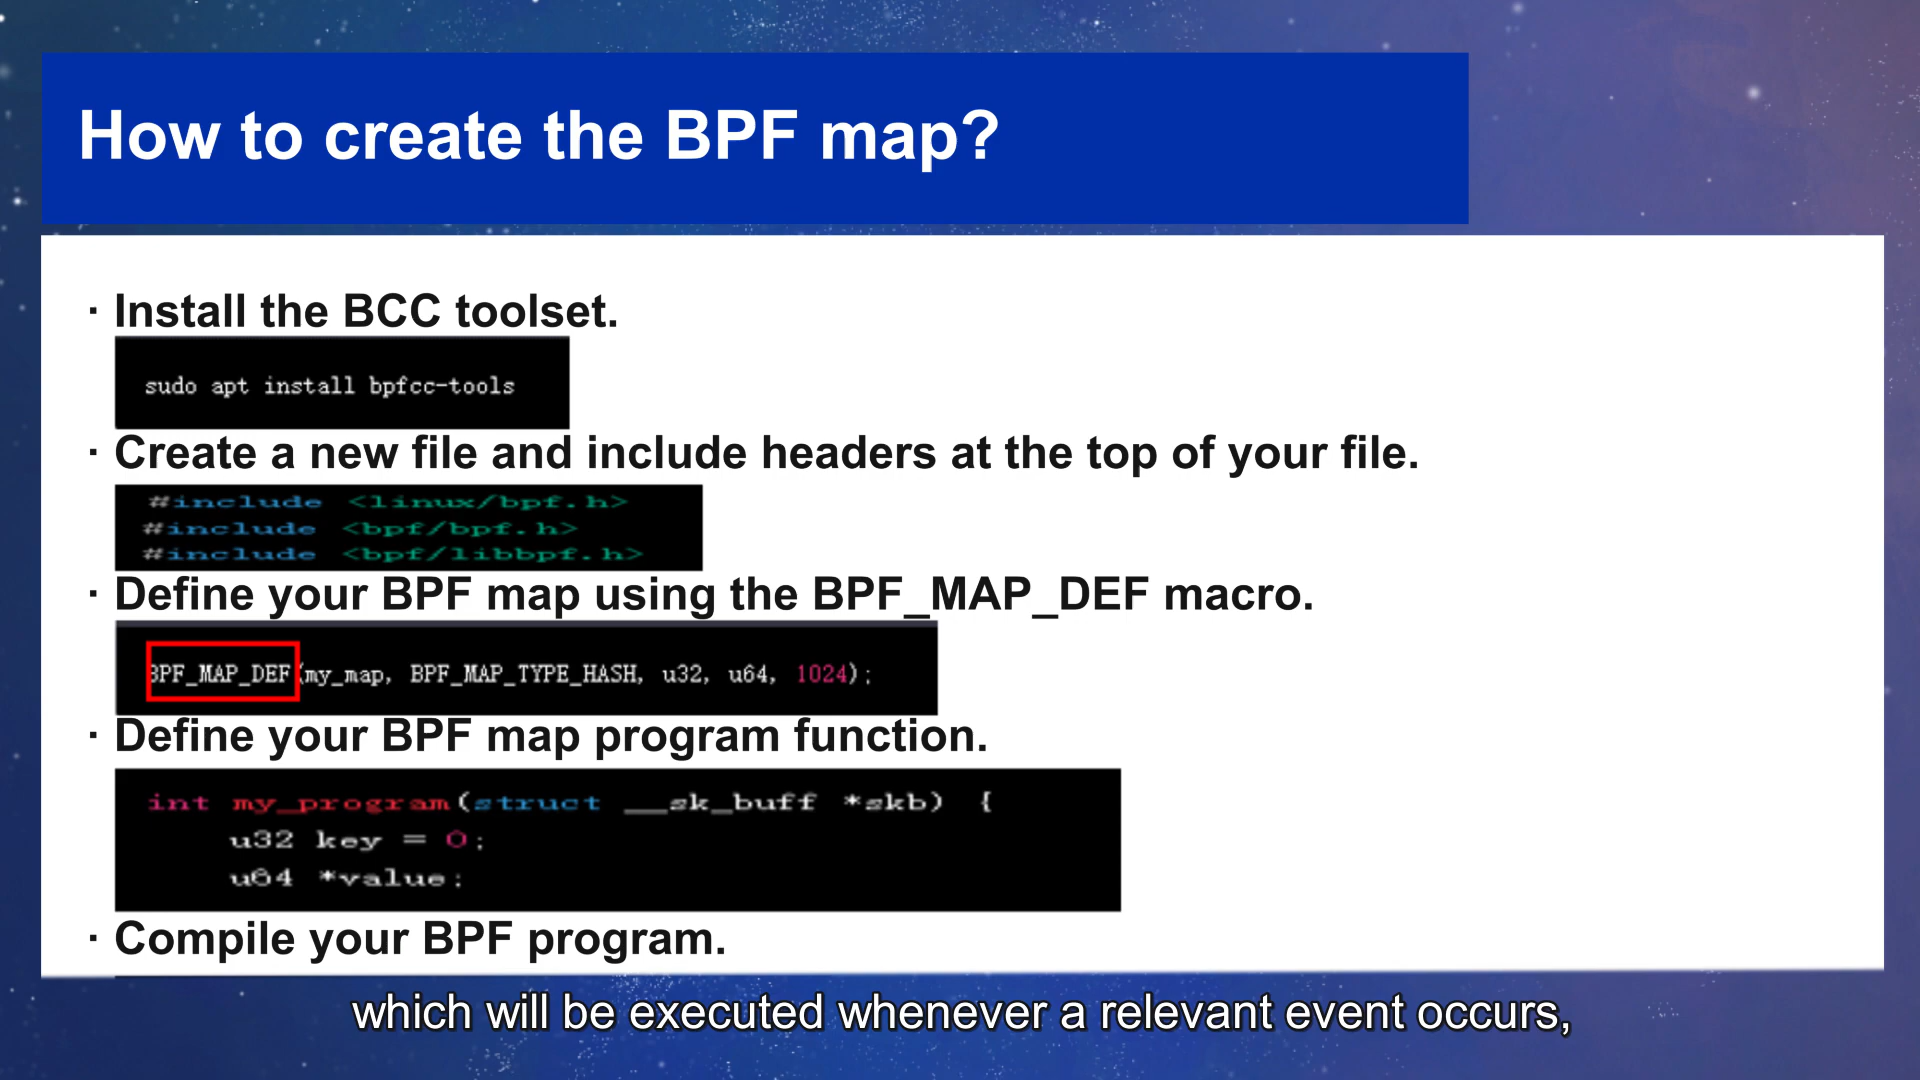 How to create the BPF map?
· Install the BCC toolset.
sudo apt install bpfcc-tools
· Create a new file and include headers at the top of your file.
#include <linux/bpf.h>
#include <bpf/bpf.h>
#include <bpf/libbpf.h>
· Define your BPF map using the BPF_MAP_DEF macro.
BPF_MAP_DEF(my_map, BPF_MAP_TYPE_HASH, u32, u64, 1024);
· Define your BPF map program function.
int my_program(struct __sk_buff *skb) {
u32 key = 0;
u64 *value;
· Compile your BPF program.
which will be executed whenever a relevant event occurs,